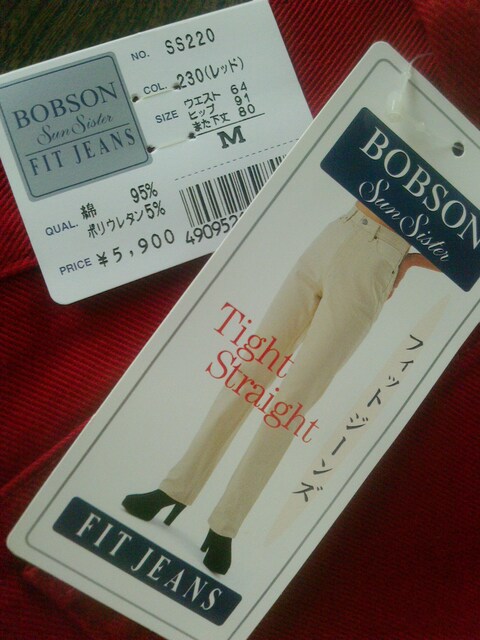 BOBSON
Sun Sister
FIT JEANS
NO. SS220
COL. 230(レッド)
SIZE ウエスト 64
ヒップ 91
また下丈 80
M
QUAL. 綿 95%
ポリウレタン5%
PRICE ¥5,900
BOBSON
Sun Sister
Tight
Straight
フィットジーンズ
FIT JEANS